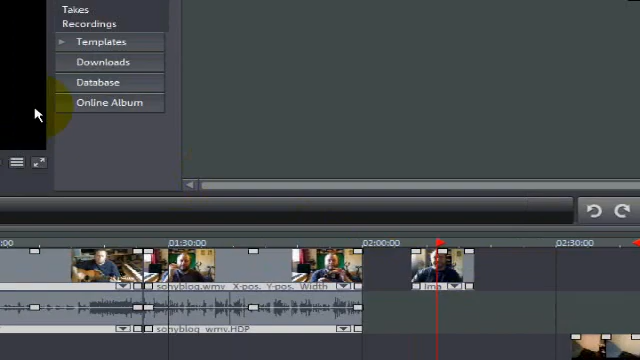 Takes
Recordings
Templates
Downloads
Database
Online Album
:00
01:30:00
02:00:00
02:30:00
sonyblog.wmv X-pos. Y-pos. Width
Ima
sonyblog_wmv.HDP